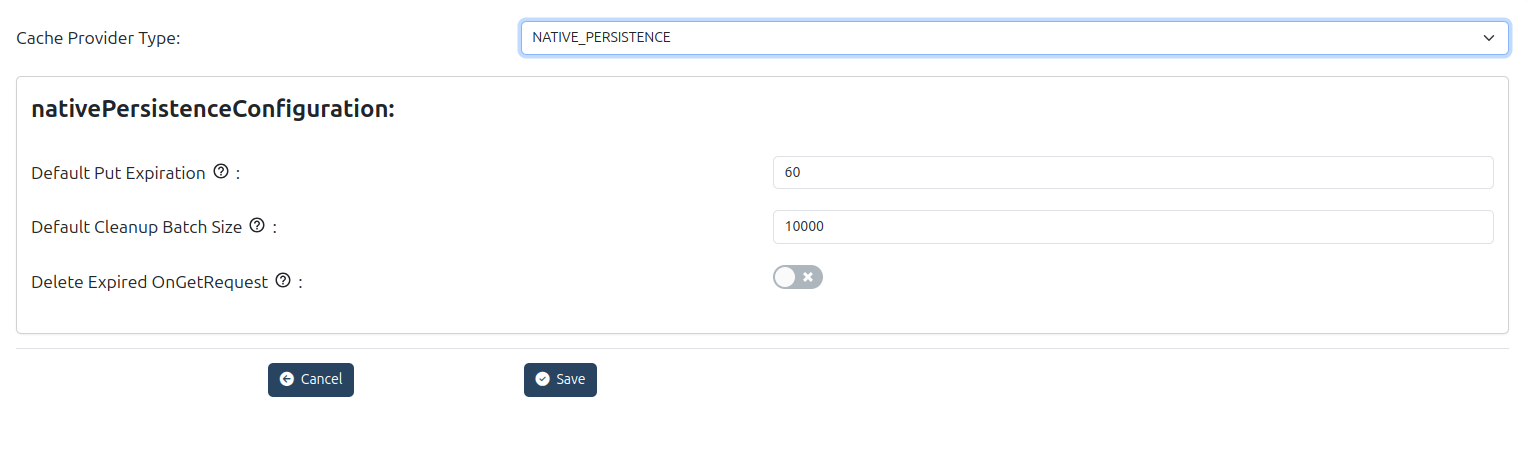 Cache Provider Type: NATIVE_PERSISTENCE
nativePersistenceConfiguration:
Default Put Expiration ? : 60
Default Cleanup Batch Size ? : 10000
Delete Expired OnGetRequest ? :
Cancel Save